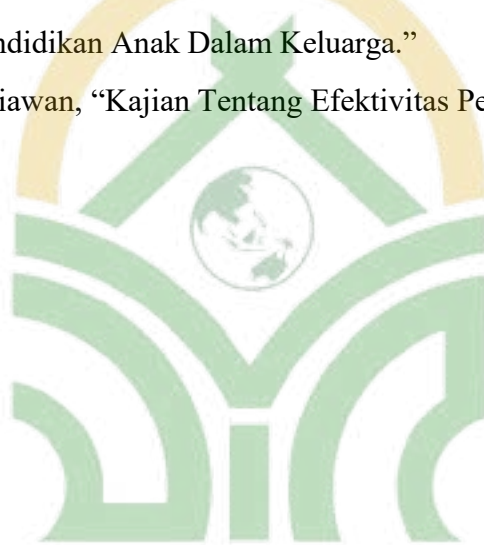 ndidikan Anak Dalam Keluarga.”
iawan, “Kajian Tentang Efektivitas Pe